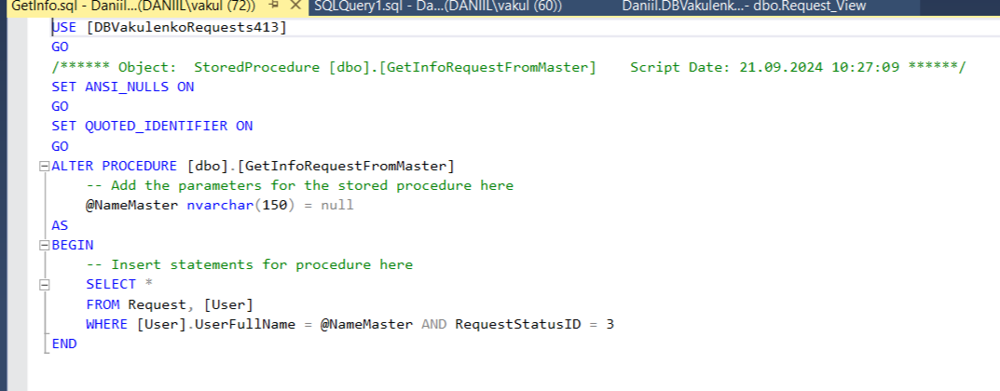 GetInfo.sql - Daniil...(DANIIL\vakul (72)) SQLQuery1.sql - Da...(DANIIL\vakul (60)) Daniil.DBVakulenk...- dbo.Request_View
USE [DBVakulenkoRequests413]
GO
/****** Object:  StoredProcedure [dbo].[GetInfoRequestFromMaster]    Script Date: 21.09.2024 10:27:09 ******/
SET ANSI_NULLS ON
GO
SET QUOTED_IDENTIFIER ON
GO
ALTER PROCEDURE [dbo].[GetInfoRequestFromMaster]
    -- Add the parameters for the stored procedure here
    @NameMaster nvarchar(150) = null
AS
BEGIN
    -- Insert statements for procedure here
    SELECT *
    FROM Request, [User]
    WHERE [User].UserFullName = @NameMaster AND RequestStatusID = 3
END